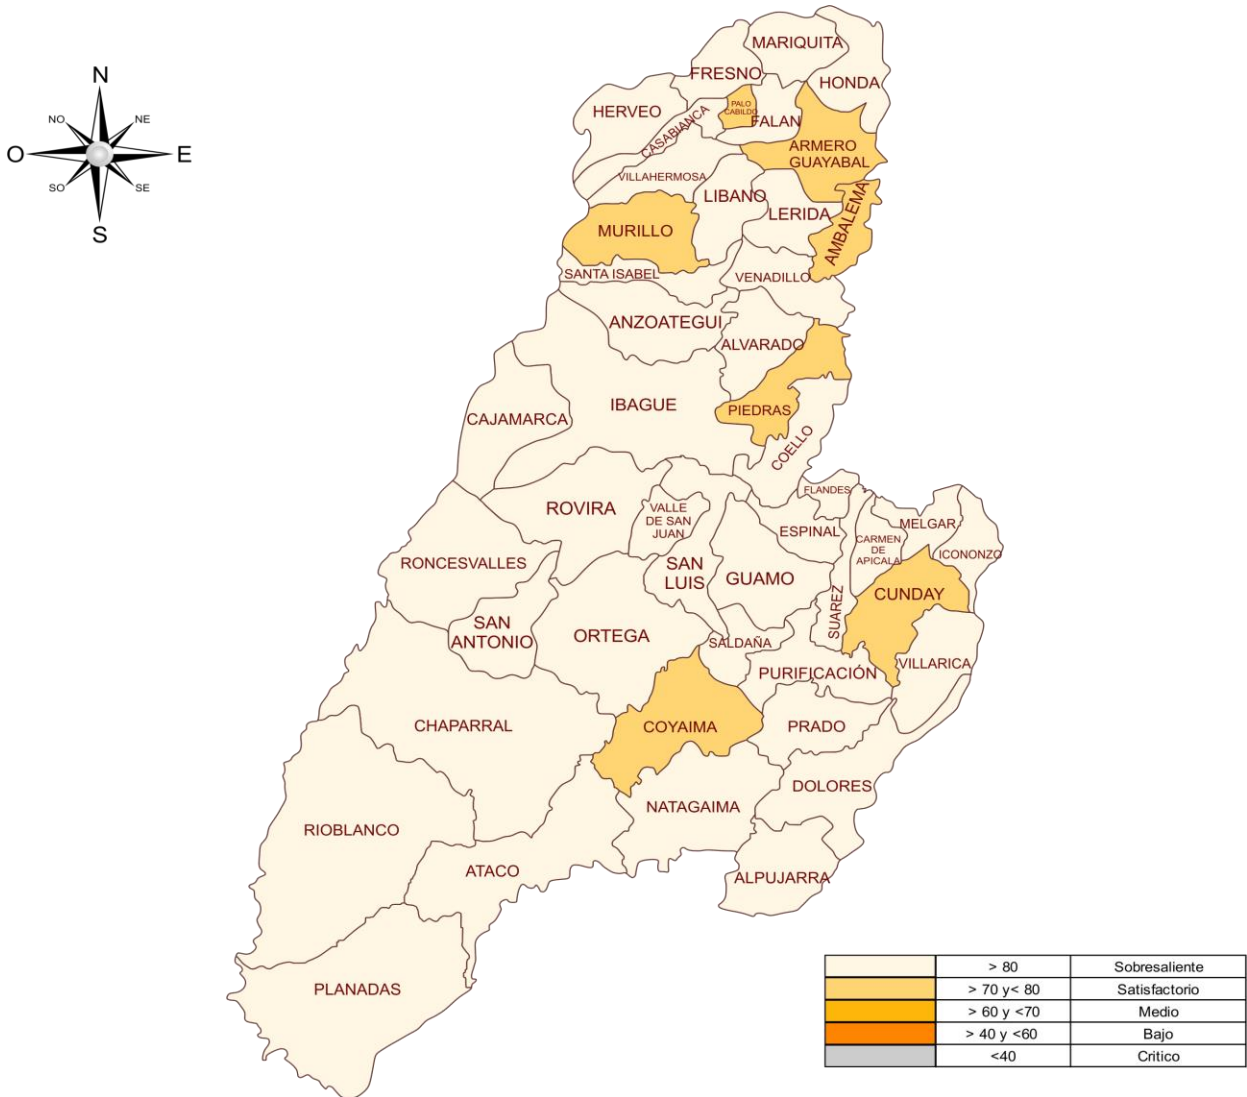 N
NO
NE
O
E
SO
SE
S
MARIQUITA
FRESNO
HONDA
HERVEO
PALO
CABILDO
CASABIANCA
FALAN
ARMERO
GUAYABAL
VILLAHERMOSA
LIBANO
LERIDA
AMBALEMA
MURILLO
SANTA ISABEL
VENADILLO
ANZOATEGUI
ALVARADO
IBAGUE
PIEDRAS
CAJAMARCA
COELLO
FLANDES
ROVIRA
VALLE
DE SAN
JUAN
ESPINAL
MELGAR
CARMEN
DE
APICALA
ICONONZO
RONCESVALLES
SAN
LUIS
GUAMO
CUNDAY
SUAREZ
SAN
ANTONIO
ORTEGA
SALDAÑA
VILLARICA
PURIFICACIÓN
CHAPARRAL
COYAIMA
PRADO
DOLORES
NATAGAIMA
RIOBLANCO
ATACO
ALPUJARRA
PLANADAS
> 80 Sobresaliente
> 70 y< 80 Satisfactorio
> 60 y <70 Medio
> 40 y <60 Bajo
<40 Critico